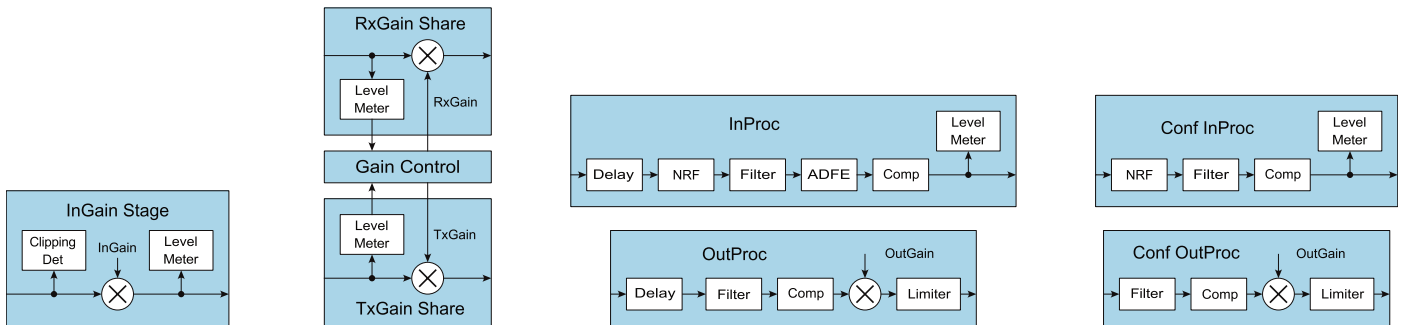 InGain Stage
Clipping
Det
InGain
Level
Meter
RxGain Share
Level
Meter
RxGain
Gain Control
Level
Meter
TxGain
TxGain Share
InProc
Level
Meter
Delay
NRF
Filter
ADFE
Comp
OutProc
OutGain
Delay
Filter
Comp
Limiter
Conf InProc
Level
Meter
NRF
Filter
Comp
Conf OutProc
OutGain
Filter
Comp
Limiter